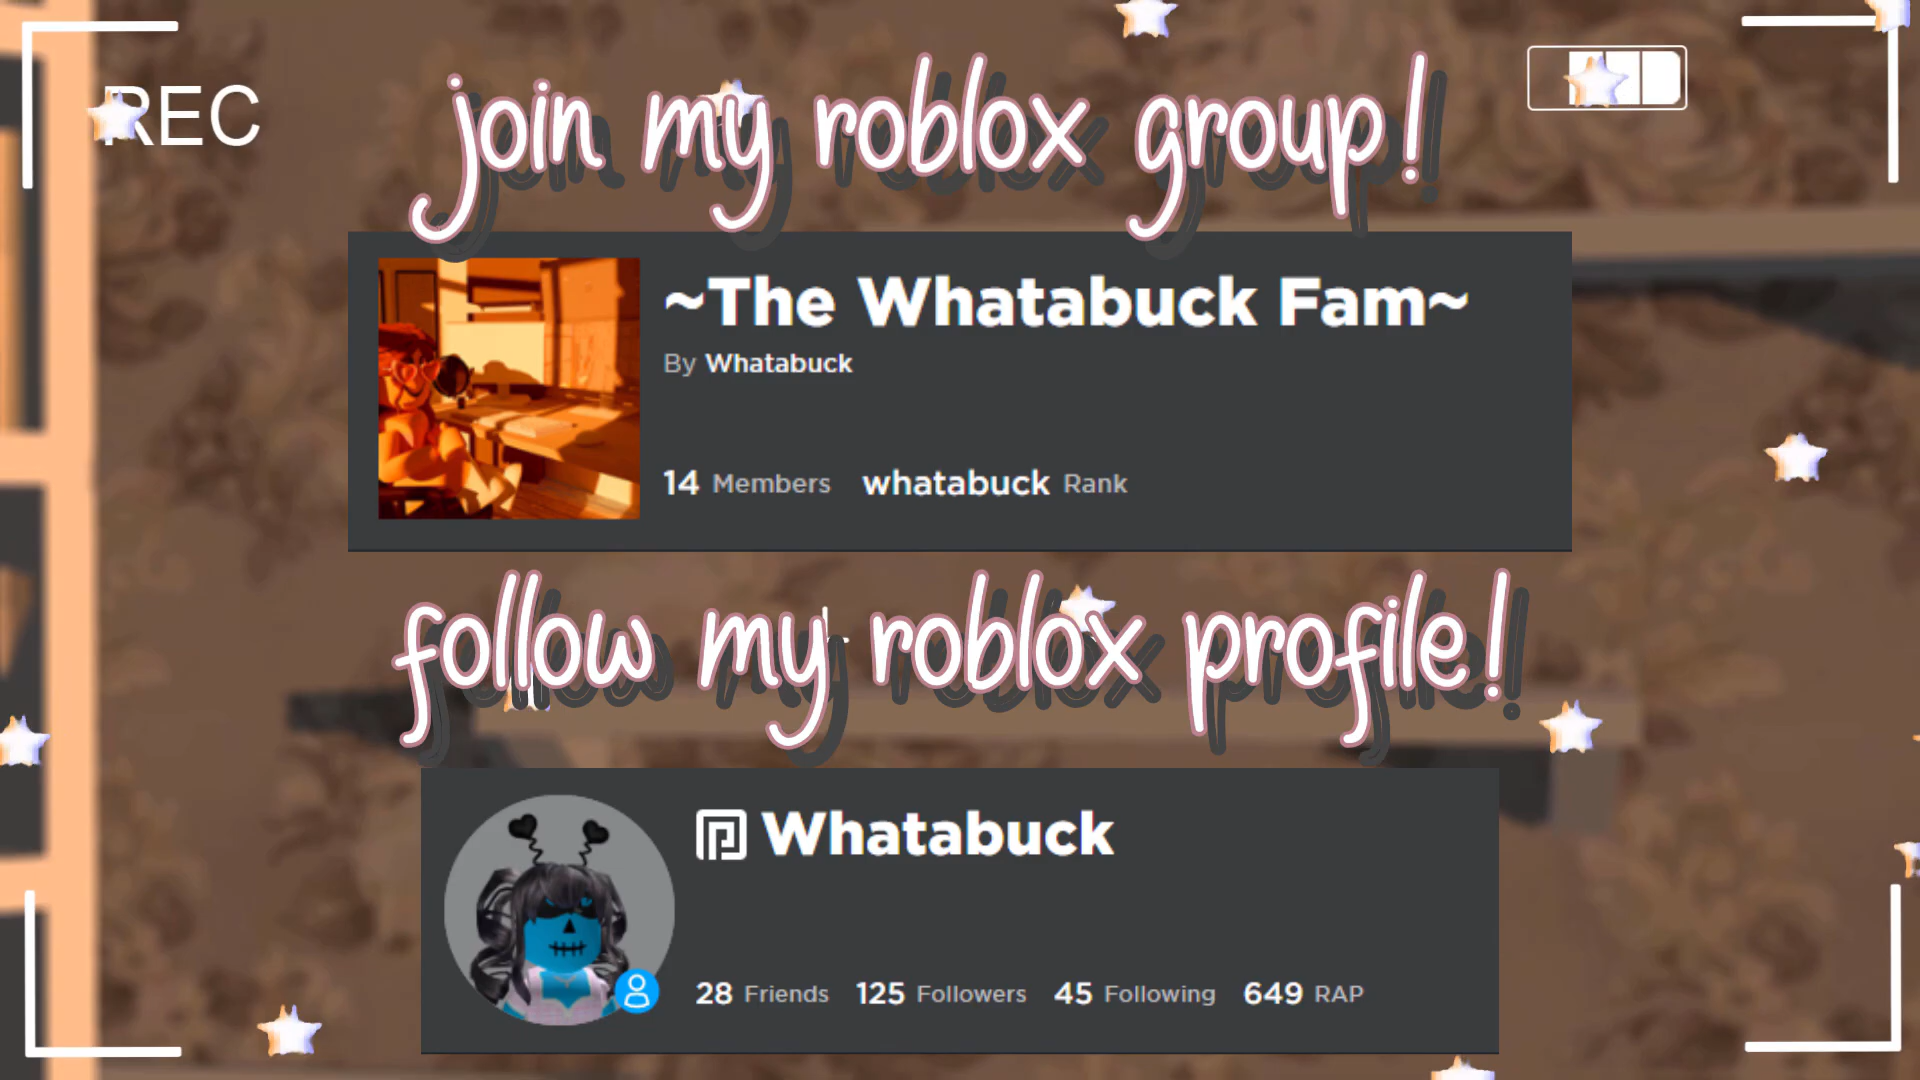 REC
join my roblox group!
~The Whatabuck Fam~
By Whatabuck
14 Members whatabuck Rank
follow my roblox profile!
Whatabuck
28 Friends 125 Followers 45 Following 649 RAP